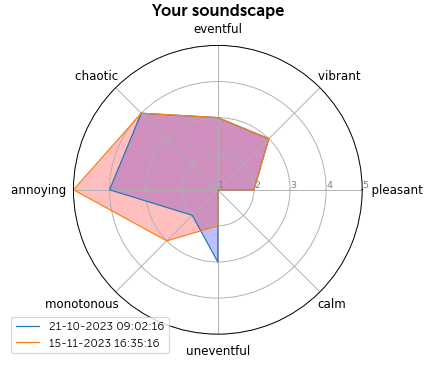 Your soundscape
eventful
chaotic
vibrant
annoying
1 2 3 4 5
pleasant
monotonous
calm
uneventful
21-10-2023 09:02:16
15-11-2023 16:35:16